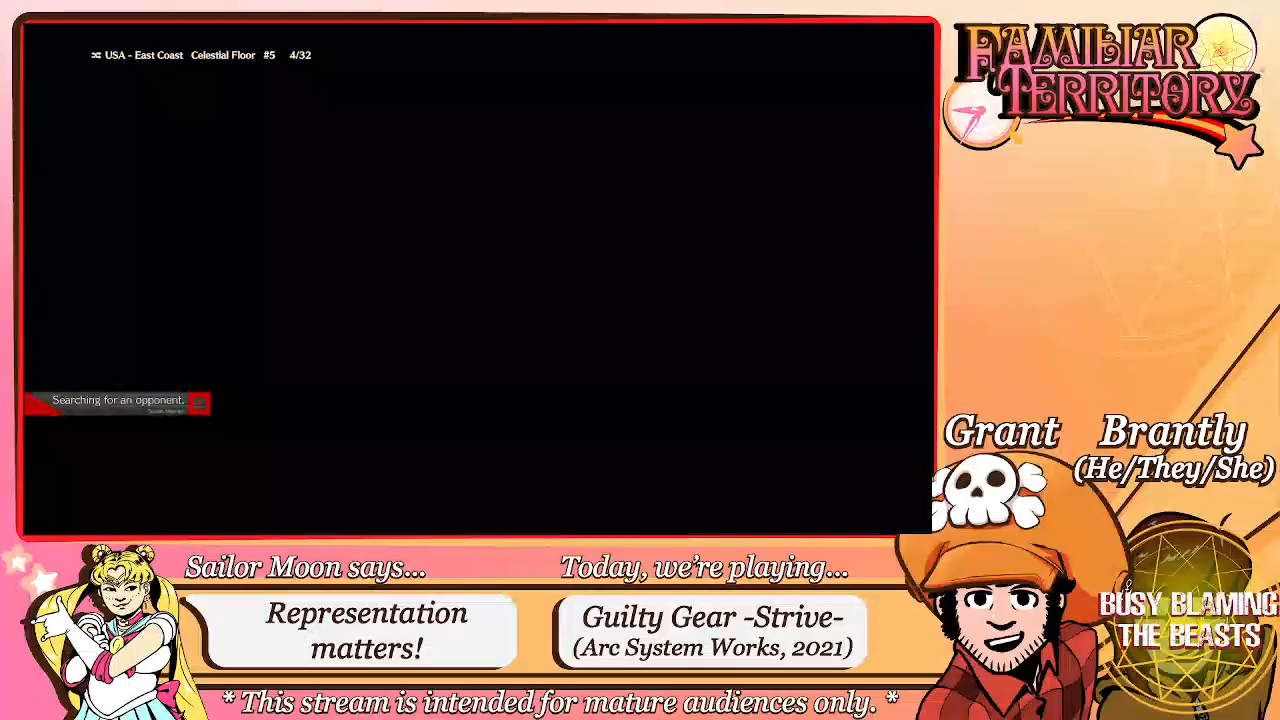 USA - East Coast Celestial Floor #5 4/32
FAMILIAR
TERRITORY
Searching for an opponent.
Grant Brantly
(He/They/She)
Sailor Moon says...
Today, we're playing...
Representation
matters!
Guilty Gear -Strive-
(Arc System Works, 2021)
BUSY BLAMING
THE BEASTS
* This stream is intended for mature audiences only. *